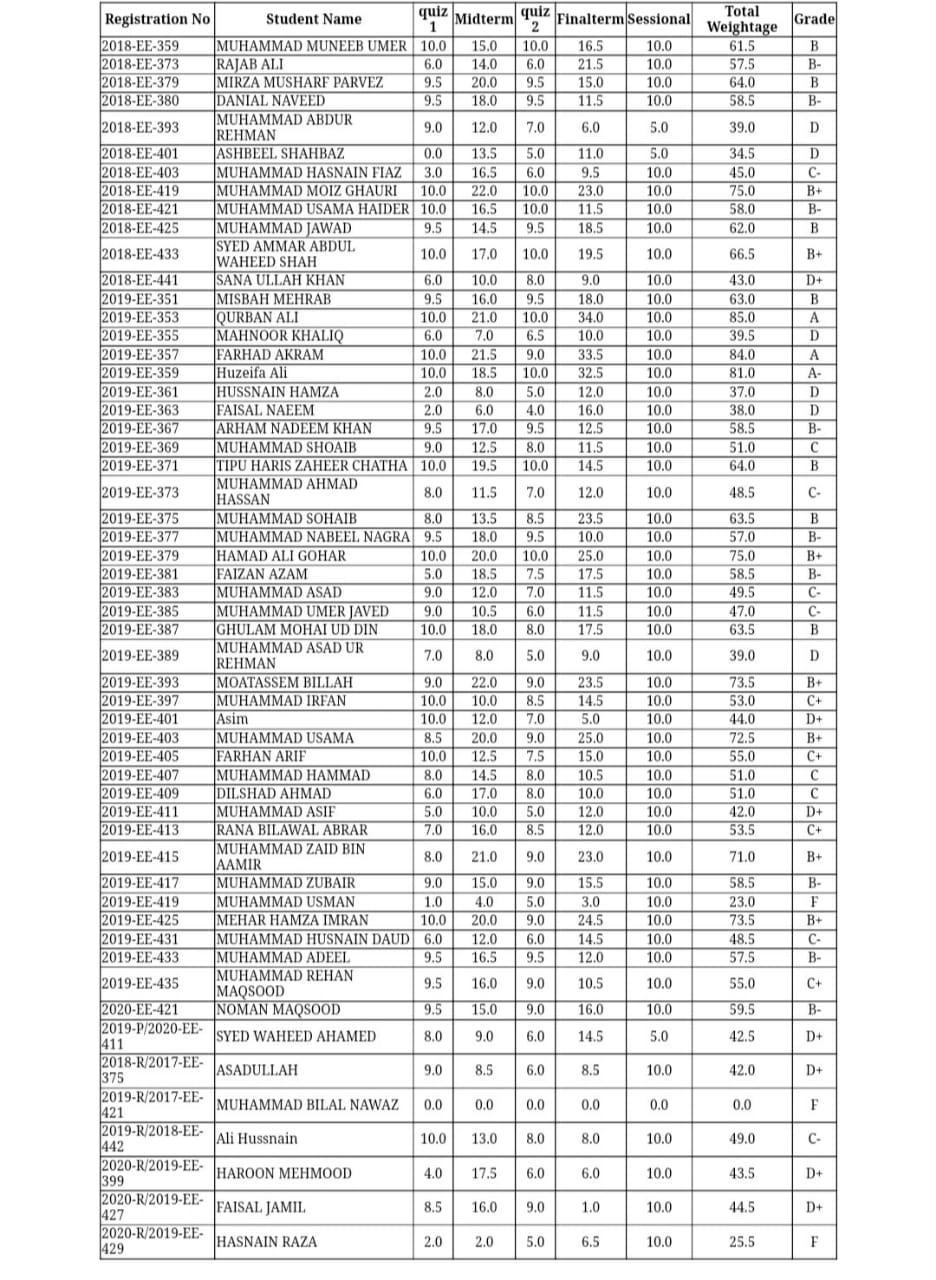 Registration No Student Name quiz 1 Midterm quiz 2 Finalterm Sessional Total Weightage Grade
2018-EE-359 MUHAMMAD MUNEEB UMER 10.0 15.0 10.0 16.5 10.0 61.5 B
2018-EE-373 RAJAB ALI 6.0 14.0 6.0 21.5 10.0 57.5 B-
2018-EE-379 MIRZA MUSHARF PARVEZ 9.5 20.0 9.5 15.0 10.0 64.0 B
2018-EE-380 DANIAL NAVEED 9.5 18.0 9.5 11.5 10.0 58.5 B-
2018-EE-393 MUHAMMAD ABDUR REHMAN 9.0 12.0 7.0 6.0 5.0 39.0 D
2018-EE-401 ASHBEEL SHAHBAZ 0.0 13.5 5.0 11.0 5.0 34.5 D
2018-EE-403 MUHAMMAD HASNAIN FIAZ 3.0 16.5 6.0 9.5 10.0 45.0 C-
2018-EE-419 MUHAMMAD MOIZ GHAURI 10.0 22.0 10.0 23.0 10.0 75.0 B+
2018-EE-421 MUHAMMAD USAMA HAIDER 10.0 16.5 10.0 11.5 10.0 58.0 B-
2018-EE-425 MUHAMMAD JAWAD 9.5 14.5 9.5 18.5 10.0 62.0 B
2018-EE-433 SYED AMMAR ABDUL WAHEED SHAH 10.0 17.0 10.0 19.5 10.0 66.5 B+
2018-EE-441 SANA ULLAH KHAN 6.0 10.0 8.0 9.0 10.0 43.0 D+
2019-EE-351 MISBAH MEHRAB 9.5 16.0 9.5 18.0 10.0 63.0 B
2019-EE-353 QURBAN ALI 10.0 21.0 10.0 34.0 10.0 85.0 A
2019-EE-355 MAHNOOR KHALIQ 6.0 7.0 6.5 10.0 10.0 39.5 D
2019-EE-357 FARHAD AKRAM 10.0 21.5 9.0 33.5 10.0 84.0 A
2019-EE-359 Huzeifa Ali 10.0 18.5 10.0 32.5 10.0 81.0 A-
2019-EE-361 HUSSNAIN HAMZA 2.0 8.0 5.0 12.0 10.0 37.0 D
2019-EE-363 FAISAL NAEEM 2.0 6.0 4.0 16.0 10.0 38.0 D
2019-EE-367 ARHAM NADEEM KHAN 9.5 17.0 9.5 12.5 10.0 58.5 B-
2019-EE-369 MUHAMMAD SHOAIB 9.0 12.5 8.0 11.5 10.0 51.0 C
2019-EE-371 TIPU HARIS ZAHEER CHATHA 10.0 19.5 10.0 14.5 10.0 64.0 B
2019-EE-373 MUHAMMAD AHMAD HASSAN 8.0 11.5 7.0 12.0 10.0 48.5 C-
2019-EE-375 MUHAMMAD SOHAIB 8.0 13.5 8.5 23.5 10.0 63.5 B
2019-EE-377 MUHAMMAD NABEEL NAGRA 9.5 18.0 9.5 10.0 10.0 57.0 B-
2019-EE-379 HAMAD ALI GOHAR 10.0 20.0 10.0 25.0 10.0 75.0 B+
2019-EE-381 FAIZAN AZAM 5.0 18.5 7.5 17.5 10.0 58.5 B-
2019-EE-383 MUHAMMAD ASAD 9.0 12.0 7.0 11.5 10.0 49.5 C-
2019-EE-385 MUHAMMAD UMER JAVED 9.0 10.5 6.0 11.5 10.0 47.0 C-
2019-EE-387 GHULAM MOHAI UD DIN 10.0 18.0 8.0 17.5 10.0 63.5 B
2019-EE-389 MUHAMMAD ASAD UR REHMAN 7.0 8.0 5.0 9.0 10.0 39.0 D
2019-EE-393 MOATASSEM BILLAH 9.0 22.0 9.0 23.5 10.0 73.5 B+
2019-EE-397 MUHAMMAD IRFAN 10.0 10.0 8.5 14.5 10.0 53.0 C+
2019-EE-401 Asim 10.0 12.0 7.0 5.0 10.0 44.0 D+
2019-EE-403 MUHAMMAD USAMA 8.5 20.0 9.0 25.0 10.0 72.5 B+
2019-EE-405 FARHAN ARIF 10.0 12.5 7.5 15.0 10.0 55.0 C+
2019-EE-407 MUHAMMAD HAMMAD 8.0 14.5 8.0 10.5 10.0 51.0 C
2019-EE-409 DILSHAD AHMAD 6.0 17.0 8.0 10.0 10.0 51.0 C
2019-EE-411 MUHAMMAD ASIF 5.0 10.0 5.0 12.0 10.0 42.0 D+
2019-EE-413 RANA BILAWAL ABRAR 7.0 16.0 8.5 12.0 10.0 53.5 C+
2019-EE-415 MUHAMMAD ZAID BIN AAMIR 8.0 21.0 9.0 23.0 10.0 71.0 B+
2019-EE-417 MUHAMMAD ZUBAIR 9.0 15.0 9.0 15.5 10.0 58.5 B-
2019-EE-419 MUHAMMAD USMAN 1.0 4.0 5.0 3.0 10.0 23.0 F
2019-EE-425 MEHAR HAMZA IMRAN 10.0 20.0 9.0 24.5 10.0 73.5 B+
2019-EE-431 MUHAMMAD HUSNAIN DAUD 6.0 12.0 6.0 14.5 10.0 48.5 C-
2019-EE-433 MUHAMMAD ADEEL 9.5 16.5 9.5 12.0 10.0 57.5 B-
2019-EE-435 MUHAMMAD REHAN MAQSOOD 9.5 16.0 9.0 10.5 10.0 55.0 C+
2020-EE-421 NOMAN MAQSOOD 9.5 15.0 9.0 16.0 10.0 59.5 B-
2019-P/2020-EE-411 SYED WAHEED AHAMED 8.0 9.0 6.0 14.5 5.0 42.5 D+
2018-R/2017-EE-375 ASADULLAH 9.0 8.5 6.0 8.5 10.0 42.0 D+
2019-R/2017-EE-421 MUHAMMAD BILAL NAWAZ 0.0 0.0 0.0 0.0 0.0 0.0 F
2019-R/2018-EE-442 Ali Hussnain 10.0 13.0 8.0 8.0 10.0 49.0 C-
2020-R/2019-EE-399 HAROON MEHMOOD 4.0 17.5 6.0 6.0 10.0 43.5 D+
2020-R/2019-EE-427 FAISAL JAMIL 8.5 16.0 9.0 1.0 10.0 44.5 D+
2020-R/2019-EE-429 HASNAIN RAZA 2.0 2.0 5.0 6.5 10.0 25.5 F